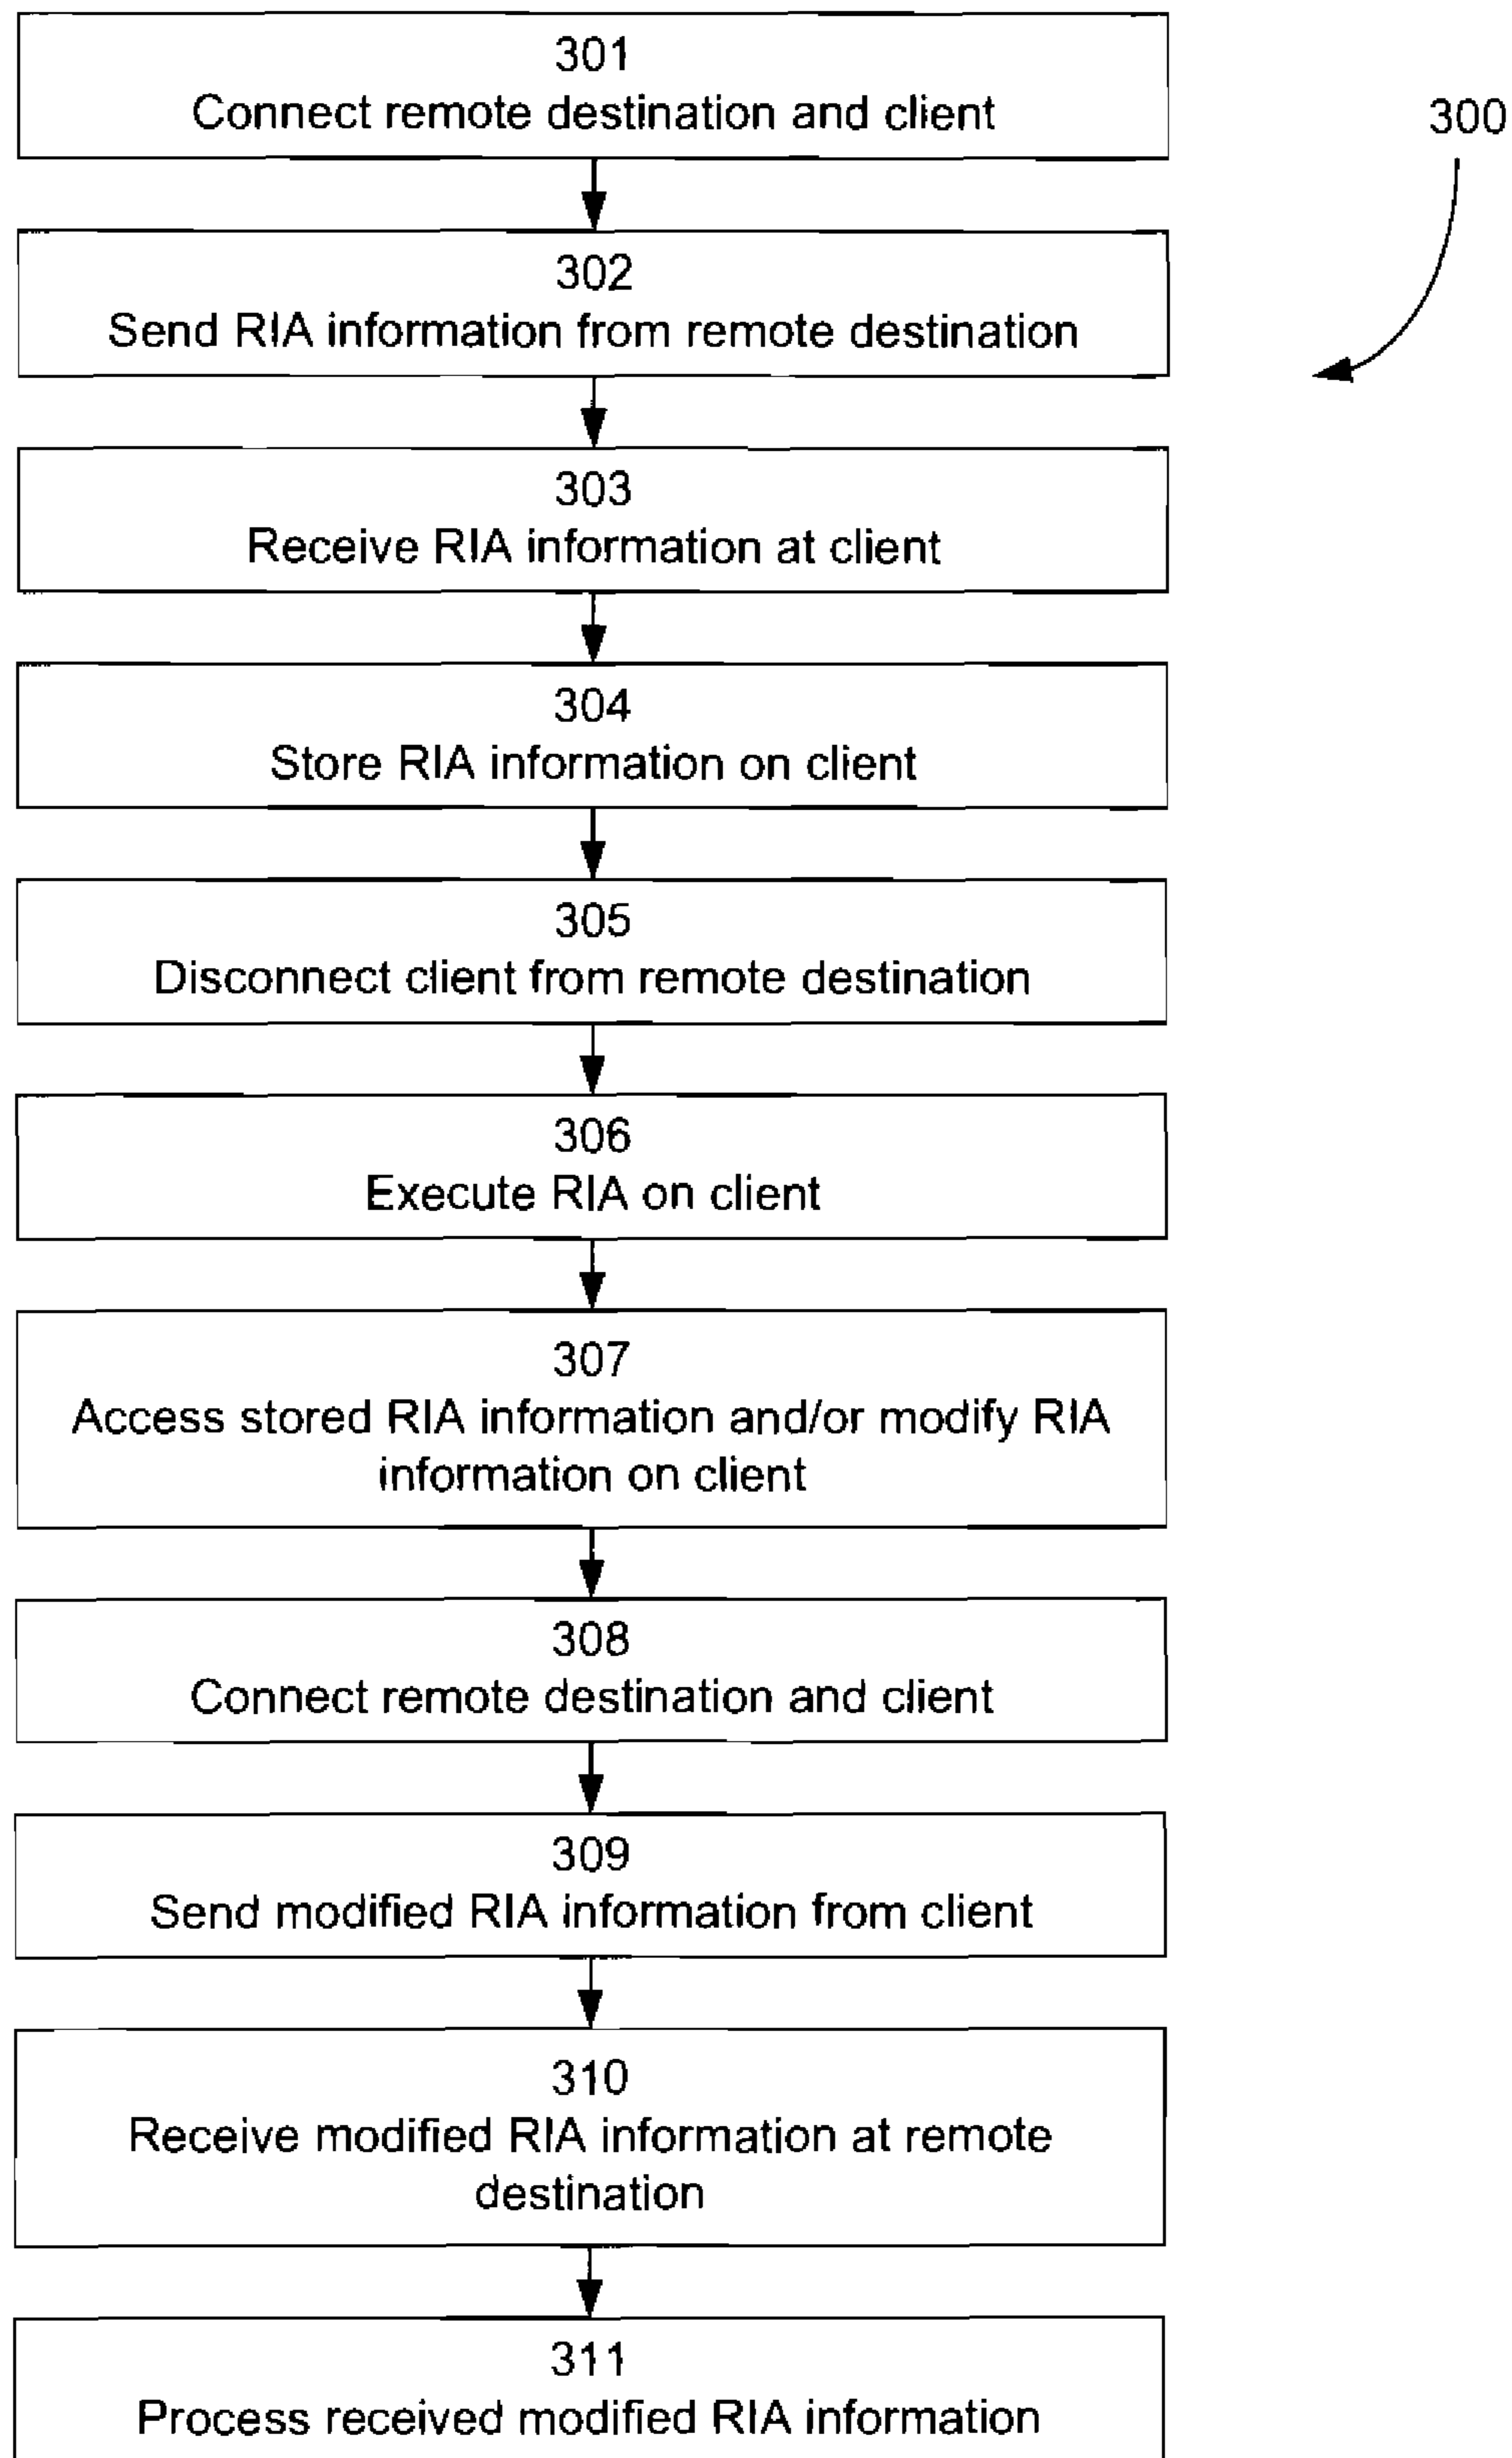 301
Connect remote destination and client
300
302
Send RIA information from remote destination
303
Receive RIA information at client
304
Store RIA information on client
305
Disconnect client from remote destination
306
Execute RIA on client
307
Access stored RIA information and/or modify RIA
information on client
308
Connect remote destination and client
309
Send modified RIA information from client
310
Receive modified RIA information at remote
destination
311
Process received modified RIA information